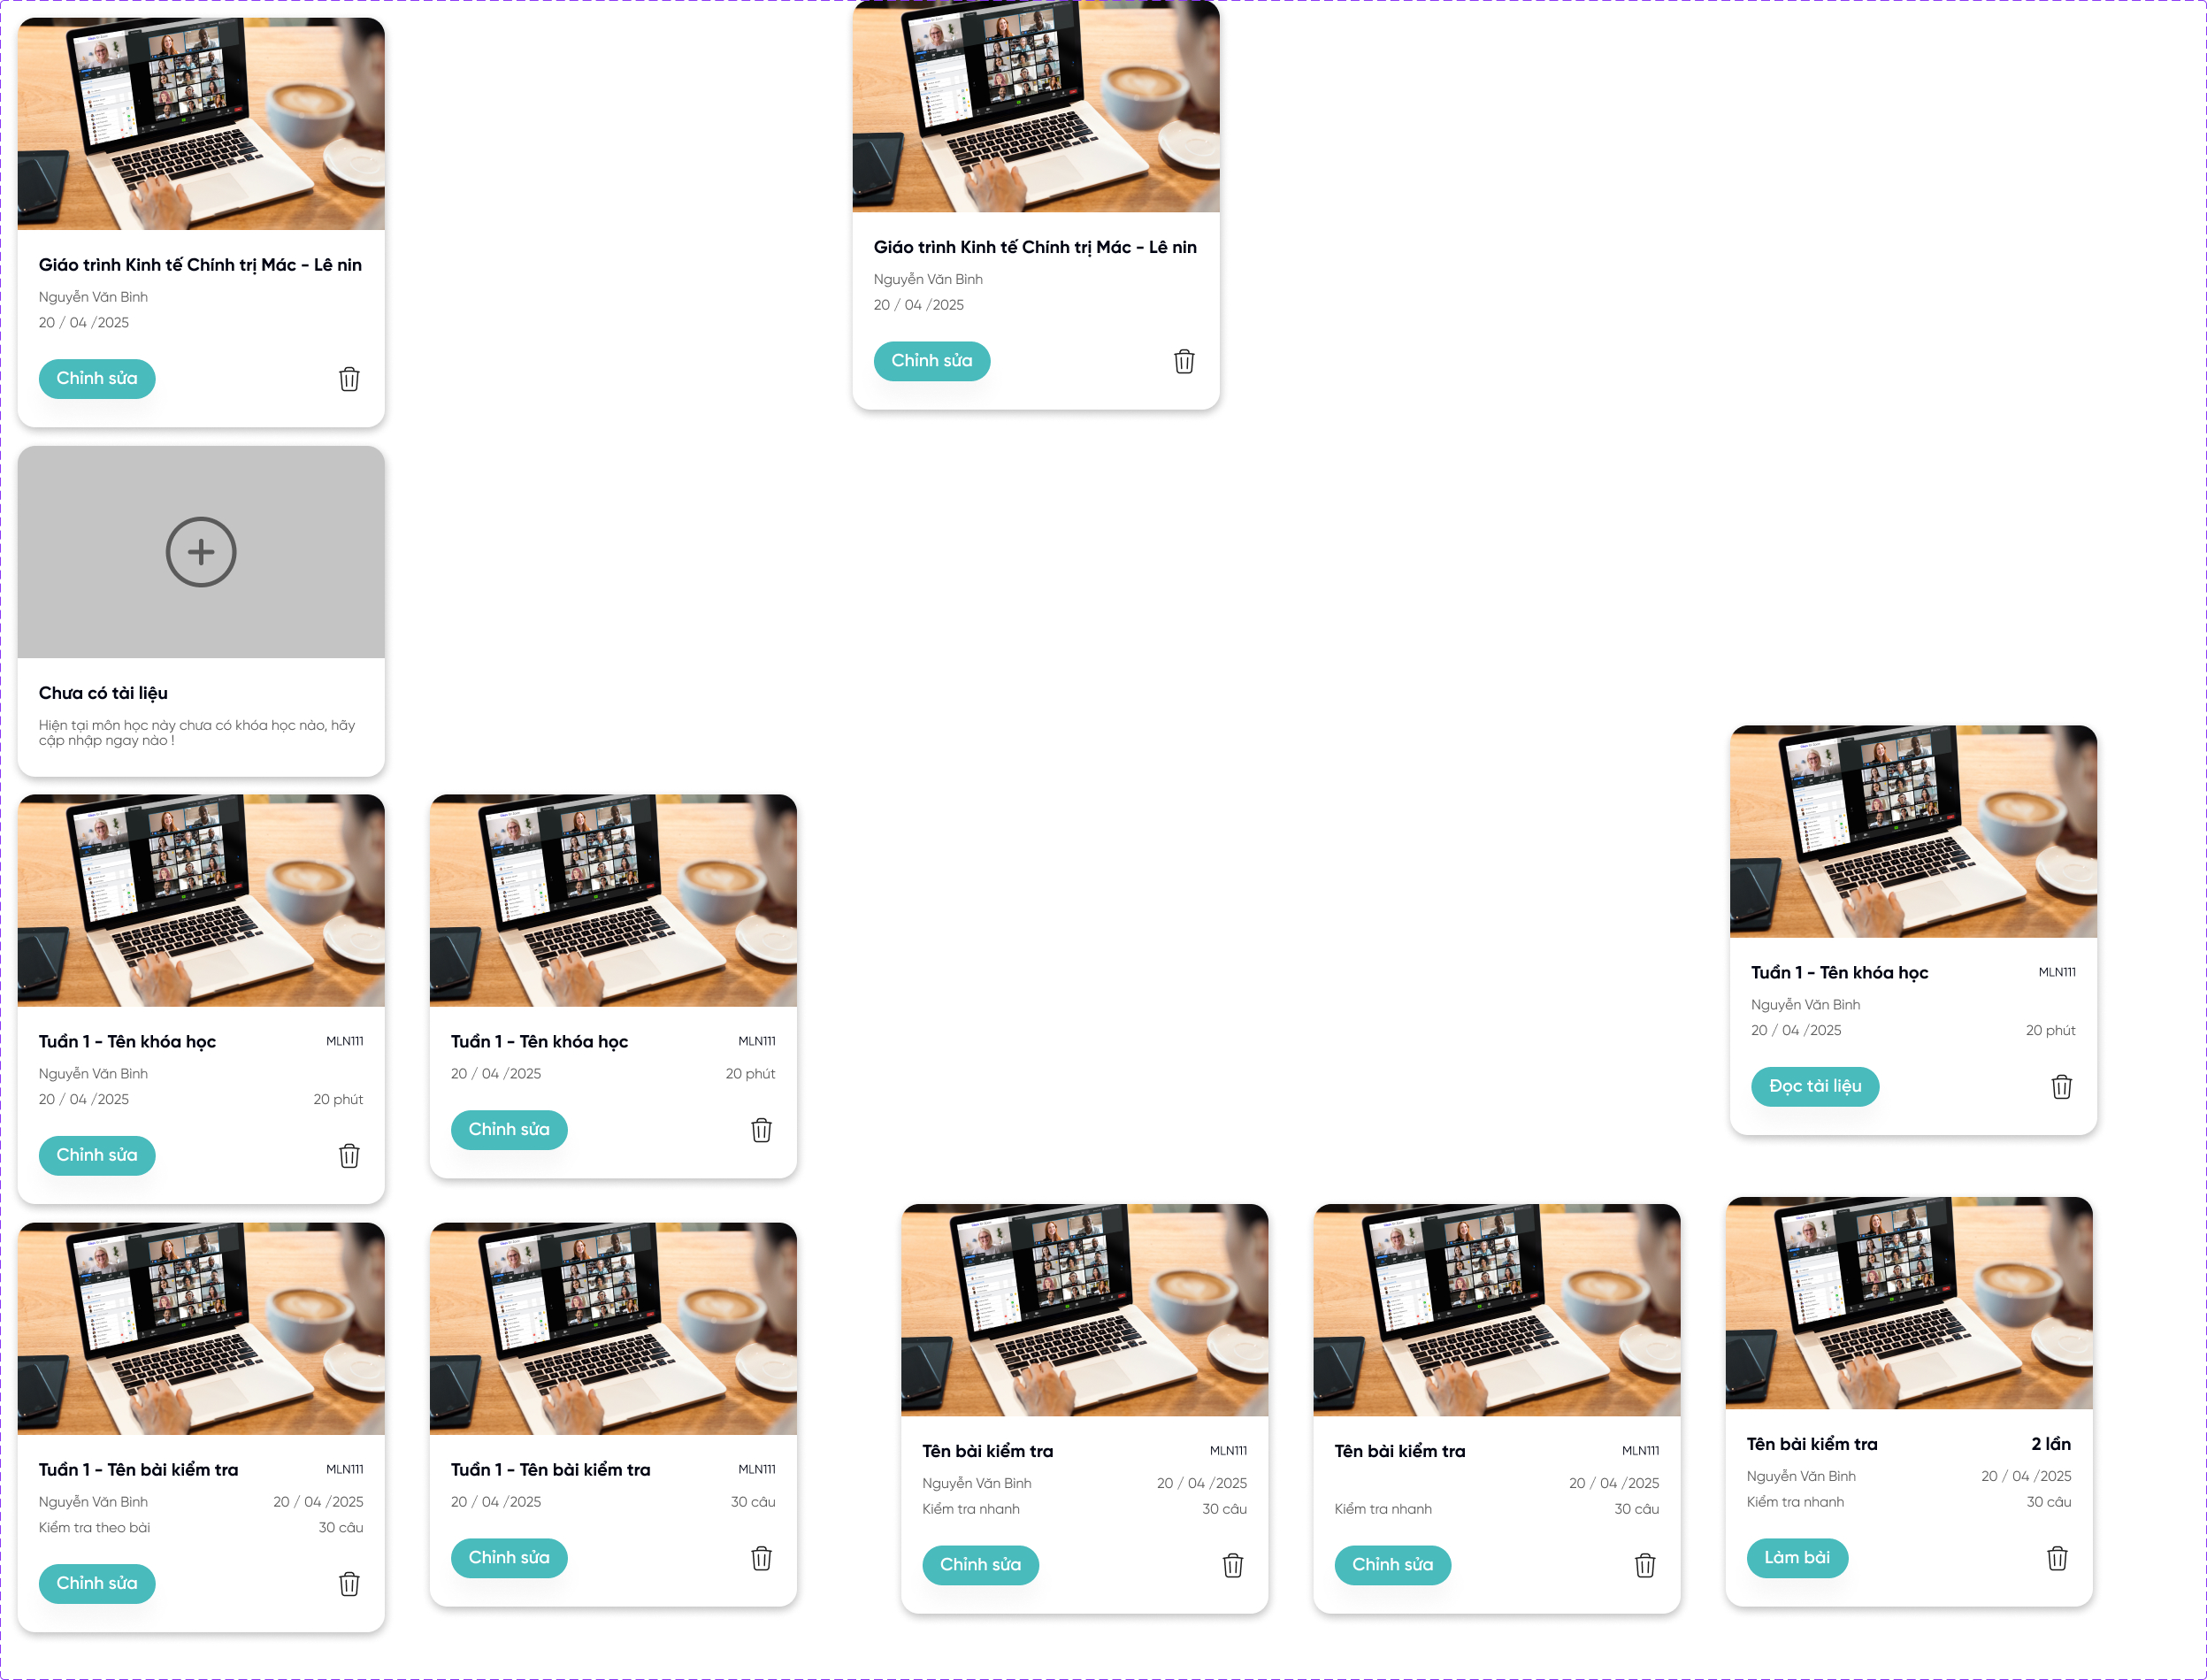 Giáo trình Kinh tế Chính trị Mác - Lê nin
Nguyễn Văn Bình
20 / 04 /2025
Chỉnh sửa
Giáo trình Kinh tế Chính trị Mác - Lê nin
Nguyễn Văn Bình
20 / 04 /2025
Chỉnh sửa
Chưa có tài liệu
Hiện tại môn học này chưa có khóa học nào, hãy
cập nhập ngay nào !
Tuần 1 - Tên khóa học MLN111
Nguyễn Văn Bình
20 / 04 /2025 20 phút
Chỉnh sửa
Tuần 1 - Tên khóa học MLN111
20 / 04 /2025 20 phút
Chỉnh sửa
Tuần 1 - Tên khóa học MLN111
Nguyễn Văn Bình
20 / 04 /2025 20 phút
Đọc tài liệu
Tuần 1 - Tên bài kiểm tra MLN111
Nguyễn Văn Bình 20 / 04 /2025
Kiểm tra theo bài 30 câu
Chỉnh sửa
Tuần 1 - Tên bài kiểm tra MLN111
20 / 04 /2025 30 câu
Chỉnh sửa
Tên bài kiểm tra MLN111
Nguyễn Văn Bình 20 / 04 /2025
Kiểm tra nhanh 30 câu
Chỉnh sửa
Tên bài kiểm tra MLN111
20 / 04 /2025
Kiểm tra nhanh 30 câu
Chỉnh sửa
Tên bài kiểm tra 2 lần
Nguyễn Văn Bình 20 / 04 /2025
Kiểm tra nhanh 30 câu
Làm bài